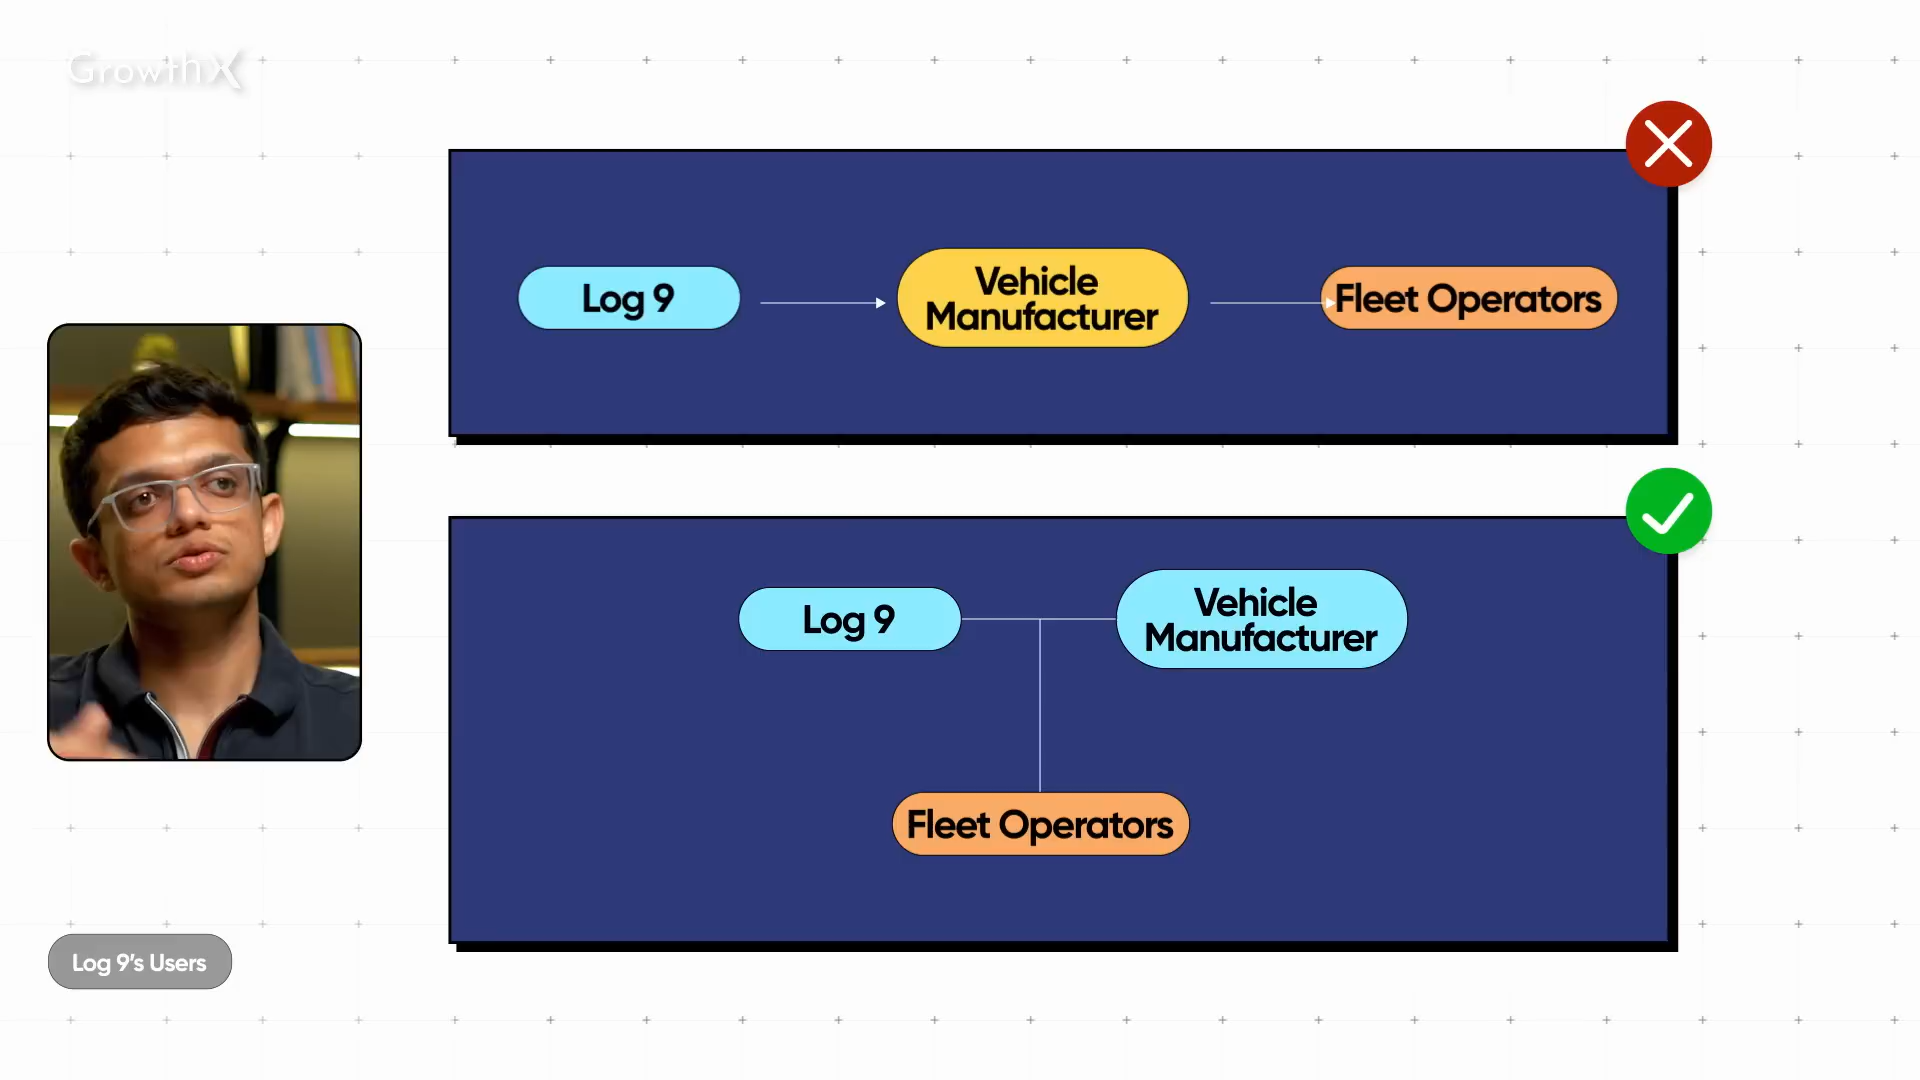 GrowthX
Log 9
Vehicle
Manufacturer
Fleet Operators
Log 9
Vehicle
Manufacturer
Fleet Operators
Log 9's Users